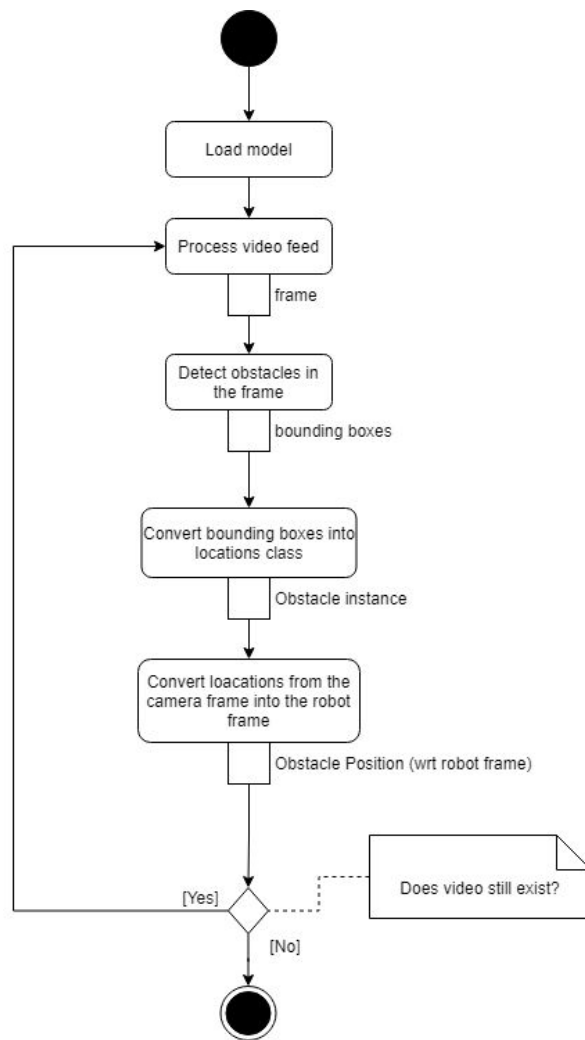 Load model
Process video feed
frame
Detect obstacles in
the frame
bounding boxes
Convert bounding boxes into
locations class
Obstacle instance
Convert loacations from the
camera frame into the robot
frame
Obstacle Position (wrt robot frame)
Does video still exist?
[Yes]
[No]